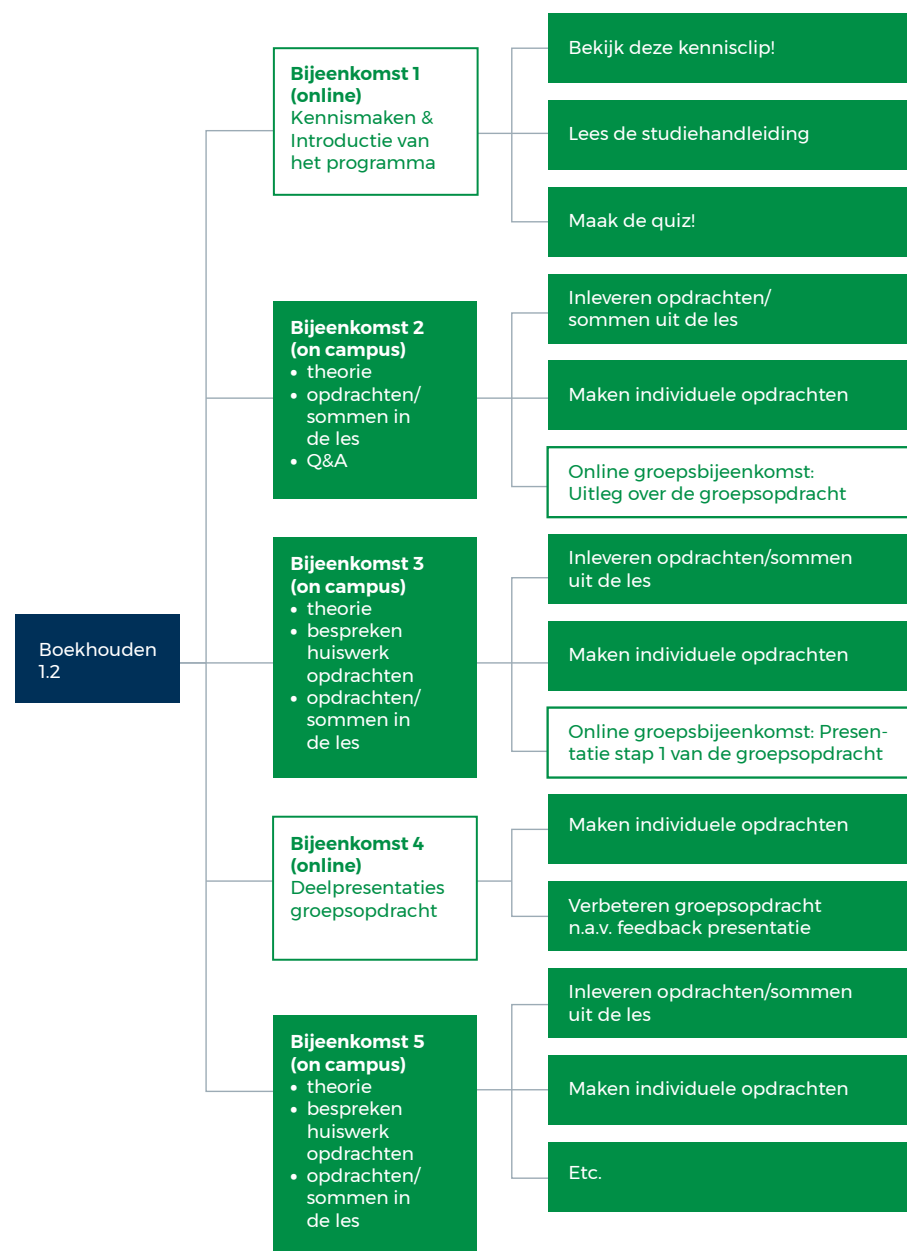 Boekhouden
1.2
Bijeenkomst 1
(online)
Kennismaken &
Introductie van
het programma
Bekijk deze kennisclip!
Lees de studiehandleiding
Maak de quiz!
Bijeenkomst 2
(on campus)
• theorie
• opdrachten/
sommen in
de les
• Q&A
Inleveren opdrachten/
sommen uit de les
Maken individuele opdrachten
Online groepsbijeenkomst:
Uitleg over de groepsopdracht
Bijeenkomst 3
(on campus)
• theorie
• bespreken
huiswerk
opdrachten
• opdrachten/
sommen in
de les
Inleveren opdrachten/sommen
uit de les
Maken individuele opdrachten
Online groepsbijeenkomst: Presen-
tatie stap 1 van de groepsopdracht
Bijeenkomst 4
(online)
Deelpresentaties
groepsopdracht
Maken individuele opdrachten
Verbeteren groepsopdracht
n.a.v. feedback presentatie
Bijeenkomst 5
(on campus)
• theorie
• bespreken
huiswerk
opdrachten
• opdrachten/
sommen in
de les
Inleveren opdrachten/sommen
uit de les
Maken individuele opdrachten
Etc.